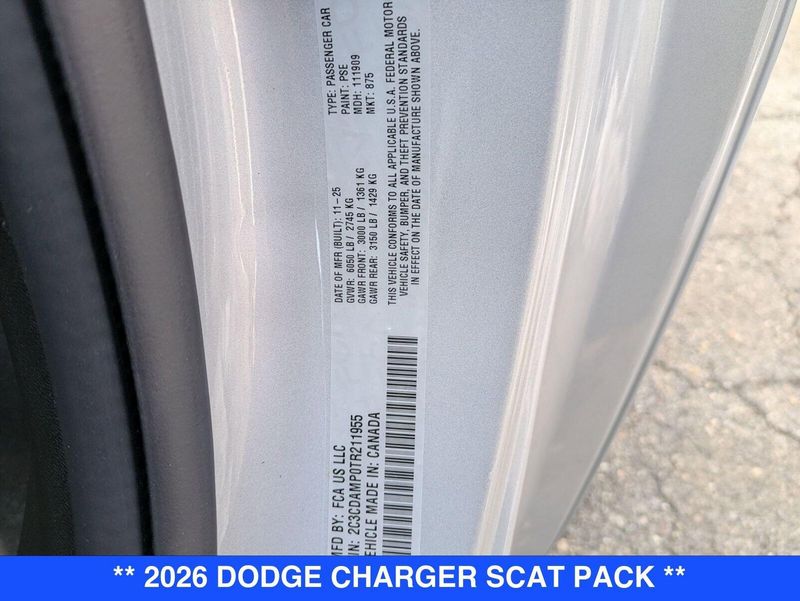 MFD BY: FCA US LLC
VIN: 2C3CDAMP0TR211955
VEHICLE MADE IN: CANADA
DATE OF MFR (BUILT): 11-25
GVWR: 6050 LB / 2745 KG
GAWR FRONT: 3000 LB / 1361 KG
GAWR REAR: 3150 LB / 1429 KG
TYPE: PASSENGER CAR
PAINT: PSE
MDH: 111909
MKT: 875
THIS VEHICLE CONFORMS TO ALL APPLICABLE U.S.A. FEDERAL MOTOR
VEHICLE SAFETY, BUMPER, AND THEFT PREVENTION STANDARDS
IN EFFECT ON THE DATE OF MANUFACTURE SHOWN ABOVE.
** 2026 DODGE CHARGER SCAT PACK **